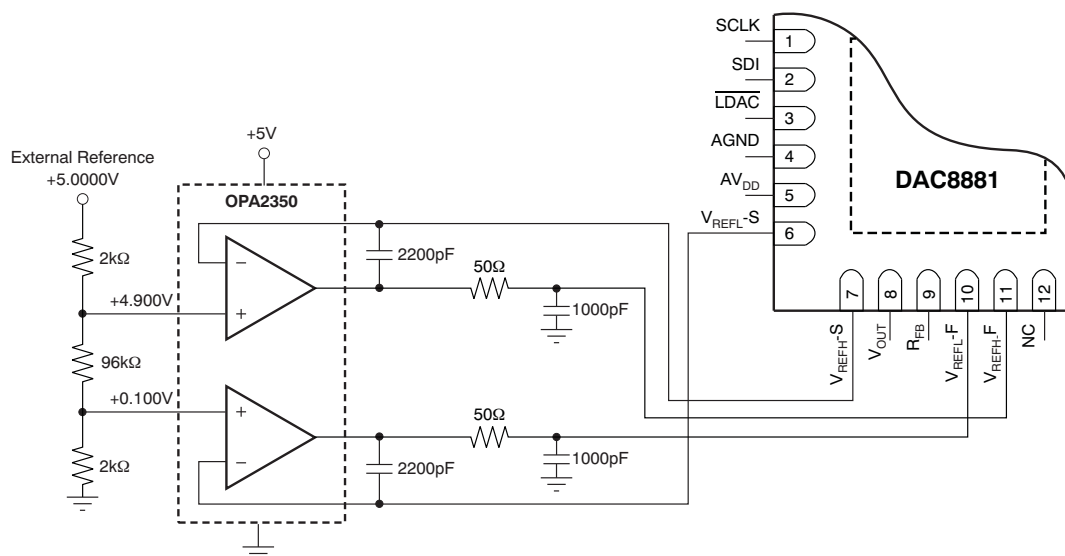 External Reference
+5.0000V
2kΩ
+4.900V
96kΩ
+0.100V
2kΩ
+5V
OPA2350
−
+
+
−
2200pF
50Ω
1000pF
50Ω
2200pF
1000pF
SCLK
1
SDI
2
LDAC
3
AGND
4
AVDD
5
VREFL-S
6
DAC8881
7
8
9
10
11
12
VREFH-S
VOUT
RFB
VREFL-F
VREFH-F
NC